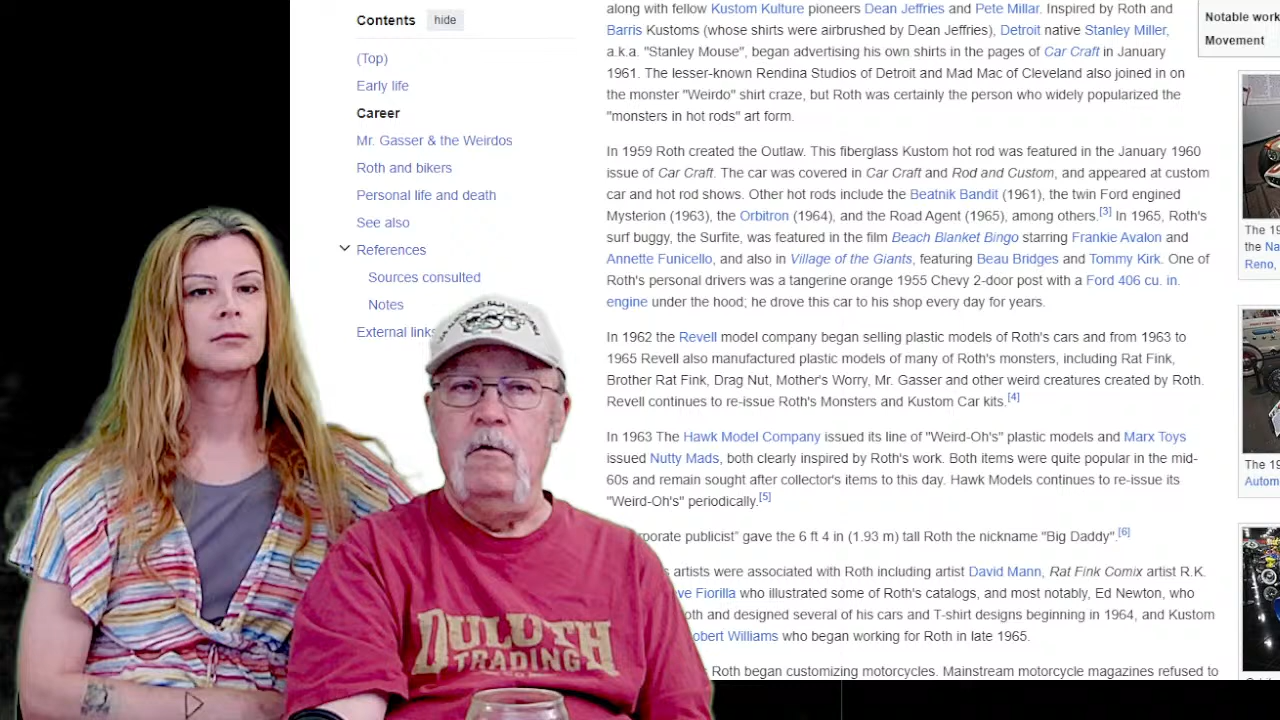 Contents hide
(Top)
Early life
Career
Mr. Gasser & the Weirdos
Roth and bikers
Personal life and death
See also
References
Sources consulted
Notes
External links
along with fellow Kustom Kulture pioneers Dean Jeffries and Pete Millar. Inspired by Roth and
Barris Kustoms (whose shirts were airbrushed by Dean Jeffries), Detroit native Stanley Miller,
a.k.a. "Stanley Mouse", began advertising his own shirts in the pages of Car Craft in January
1961. The lesser-known Rendina Studios of Detroit and Mad Mac of Cleveland also joined in on
the monster "Weirdo" shirt craze, but Roth was certainly the person who widely popularized the
"monsters in hot rods" art form.
In 1959 Roth created the Outlaw. This fiberglass Kustom hot rod was featured in the January 1960
issue of Car Craft. The car was covered in Car Craft and Rod and Custom, and appeared at custom
car and hot rod shows. Other hot rods include the Beatnik Bandit (1961), the twin Ford engined
Mysterion (1963), the Orbitron (1964), and the Road Agent (1965), among others.[3] In 1965, Roth's
surf buggy, the Surfite, was featured in the film Beach Blanket Bingo starring Frankie Avalon and
Annette Funicello, and also in Village of the Giants, featuring Beau Bridges and Tommy Kirk. One of
Roth's personal drivers was a tangerine orange 1955 Chevy 2-door post with a Ford 406 cu. in.
engine under the hood; he drove this car to his shop every day for years.
In 1962 the Revell model company began selling plastic models of Roth's cars and from 1963 to
1965 Revell also manufactured plastic models of many of Roth's monsters, including Rat Fink,
Brother Rat Fink, Drag Nut, Mother's Worry, Mr. Gasser and other weird creatures created by Roth.
Revell continues to re-issue Roth's Monsters and Kustom Car kits.[4]
In 1963 The Hawk Model Company issued its line of "Weird-Oh's" plastic models and Marx Toys
issued Nutty Mads, both clearly inspired by Roth's work. Both items were quite popular in the mid-
60s and remain sought after collector's items to this day. Hawk Models continues to re-issue its
"Weird-Oh's" periodically.[5]
porate publicist" gave the 6 ft 4 in (1.93 m) tall Roth the nickname "Big Daddy".[6]
s artists were associated with Roth including artist David Mann, Rat Fink Comix artist R.K.
ve Fiorilla who illustrated some of Roth's catalogs, and most notably, Ed Newton, who
oth and designed several of his cars and T-shirt designs beginning in 1964, and Kustom
obert Williams who began working for Roth in late 1965.
Roth began customizing motorcycles. Mainstream motorcycle magazines refused to
Notable work
Movement
The 19
the Na
Reno,
The 19
Autom
DULUTH
TRADING